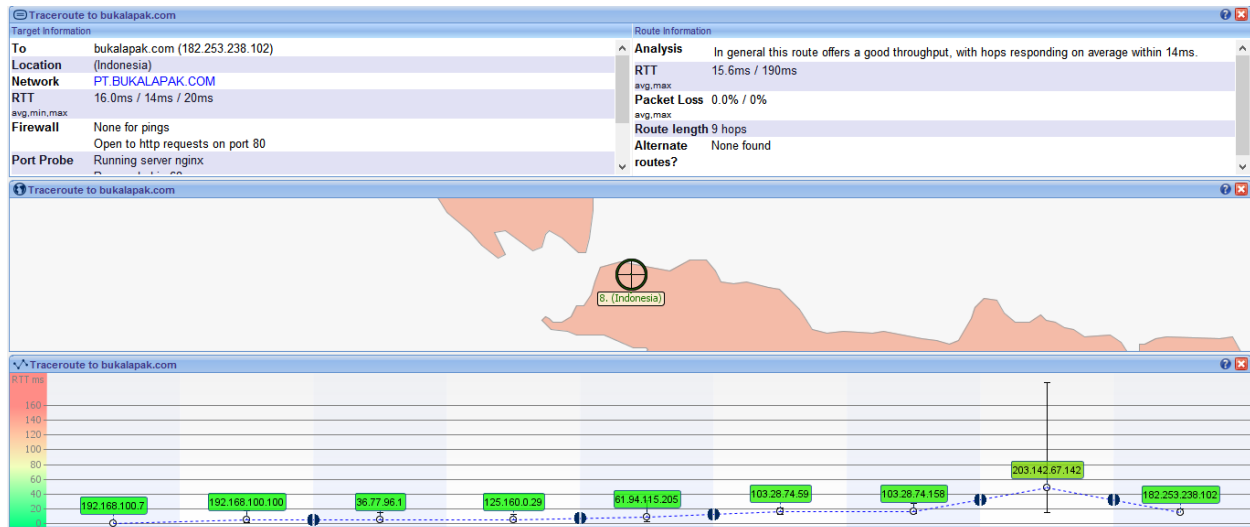 Traceroute to bukalapak.com
Target Information
To bukalapak.com (182.253.238.102)
Location (Indonesia)
Network PT.BUKALAPAK.COM
RTT 16.0ms / 14ms / 20ms
avg,min,max
Firewall None for pings
Open to http requests on port 80
Port Probe Running server nginx
Route Information
Analysis In general this route offers a good throughput, with hops responding on average within 14ms.
RTT 15.6ms / 190ms
avg,max
Packet Loss 0.0% / 0%
avg,max
Route length 9 hops
Alternate None found
routes?
Traceroute to bukalapak.com
8. (Indonesia)
Traceroute to bukalapak.com
RTT ms
160
140
120
100
80
60
40
20
0
192.168.100.7
192.168.100.100
36.77.96.1
125.160.0.29
61.94.115.205
103.28.74.59
103.28.74.158
203.142.67.142
182.253.238.102